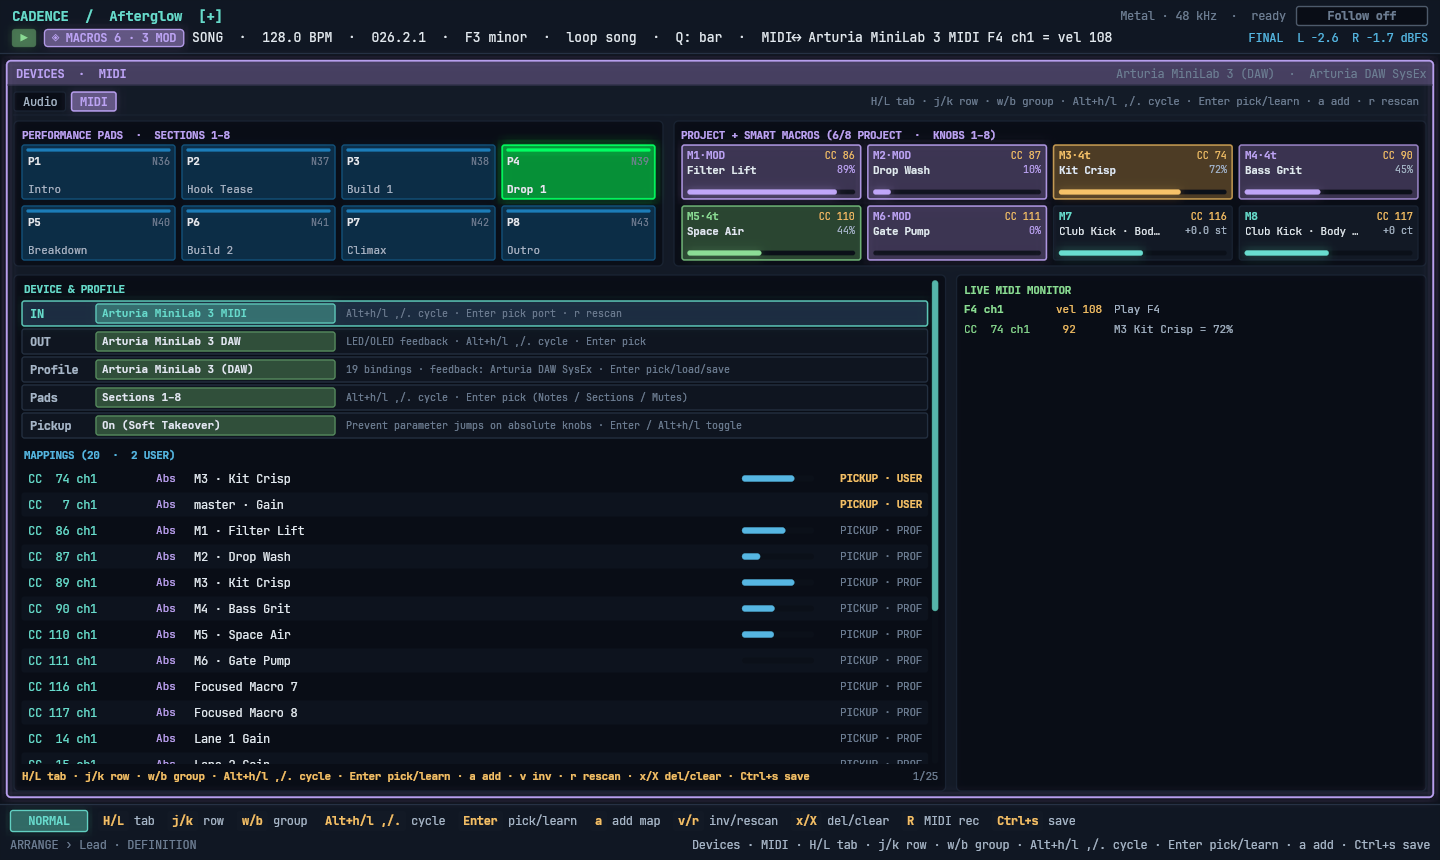 CADENCE / Afterglow [+]
Metal · 48 kHz · ready Follow off
▶ ◈ MACROS 6 · 3 MOD SONG · 128.0 BPM · 026.2.1 · F3 minor · loop song · Q: bar · MIDI↔ Arturia MiniLab 3 MIDI F4 ch1 = vel 108
FINAL L -2.6 R -1.7 dBFS
DEVICES · MIDI
Arturia MiniLab 3 (DAW) · Arturia DAW SysEx
Audio MIDI
H/L tab · j/k row · w/b group · Alt+h/l ,/. cycle · Enter pick/learn · a add · r rescan
PERFORMANCE PADS · SECTIONS 1–8
P1 N36
Intro
P2 N37
Hook Tease
P3 N38
Build 1
P4 N39
Drop 1
P5 N40
Breakdown
P6 N41
Build 2
P7 N42
Climax
P8 N43
Outro
PROJECT + SMART MACROS (6/8 PROJECT · KNOBS 1–8)
M1·MOD CC 86
Filter Lift 89%
M2·MOD CC 87
Drop Wash 10%
M3·4t CC 74
Kit Crisp 72%
M4·4t CC 90
Bass Grit 45%
M5·4t CC 110
Space Air 44%
M6·MOD CC 111
Gate Pump 0%
M7 CC 116
Club Kick · Bod… +0.0 st
M8 CC 117
Club Kick · Body … +0 ct
DEVICE & PROFILE
IN Arturia MiniLab 3 MIDI Alt+h/l ,/. cycle · Enter pick port · r rescan
OUT Arturia MiniLab 3 DAW LED/OLED feedback · Alt+h/l ,/. cycle · Enter pick
Profile Arturia MiniLab 3 (DAW) 19 bindings · feedback: Arturia DAW SysEx · Enter pick/load/save
Pads Sections 1–8 Alt+h/l ,/. cycle · Enter pick (Notes / Sections / Mutes)
Pickup On (Soft Takeover) Prevent parameter jumps on absolute knobs · Enter / Alt+h/l toggle
MAPPINGS (20 · 2 USER)
CC 74 ch1 Abs M3 · Kit Crisp PICKUP · USER
CC 7 ch1 Abs master · Gain PICKUP · USER
CC 86 ch1 Abs M1 · Filter Lift PICKUP · PROF
CC 87 ch1 Abs M2 · Drop Wash PICKUP · PROF
CC 89 ch1 Abs M3 · Kit Crisp PICKUP · PROF
CC 90 ch1 Abs M4 · Bass Grit PICKUP · PROF
CC 110 ch1 Abs M5 · Space Air PICKUP · PROF
CC 111 ch1 Abs M6 · Gate Pump PICKUP · PROF
CC 116 ch1 Abs Focused Macro 7 PICKUP · PROF
CC 117 ch1 Abs Focused Macro 8 PICKUP · PROF
CC 14 ch1 Abs Lane 1 Gain PICKUP · PROF
H/L tab · j/k row · w/b group · Alt+h/l ,/. cycle · Enter pick/learn · a add · v inv · r rescan · x/X del/clear · Ctrl+s save 1/25
LIVE MIDI MONITOR
F4 ch1 vel 108 Play F4
CC 74 ch1 92 M3 Kit Crisp = 72%
NORMAL H/L tab j/k row w/b group Alt+h/l ,/. cycle Enter pick/learn a add map v/r inv/rescan x/X del/clear R MIDI rec Ctrl+s save
ARRANGE › Lead · DEFINITION
Devices · MIDI · H/L tab · j/k row · w/b group · Alt+h/l ,/. cycle · Enter pick/learn · a add · Ctrl+s save